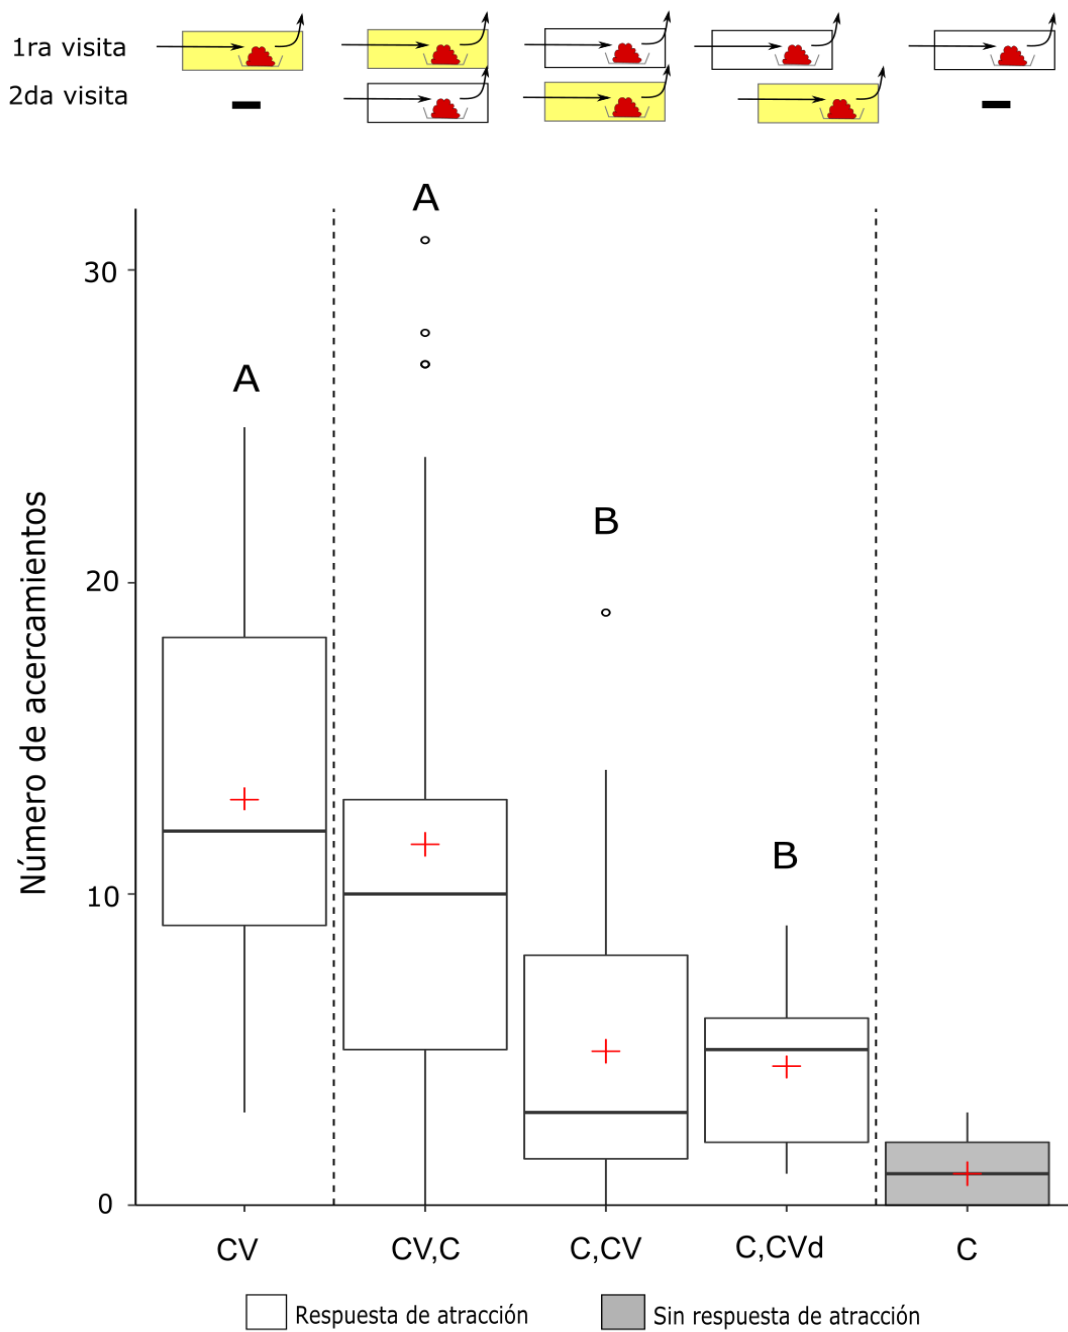 1ra visita
2da visita
A
A
B
B
Número de acercamientos
30
20
10
0
CV
CV,C
C,CV
C,CVd
C
Respuesta de atracción
Sin respuesta de atracción